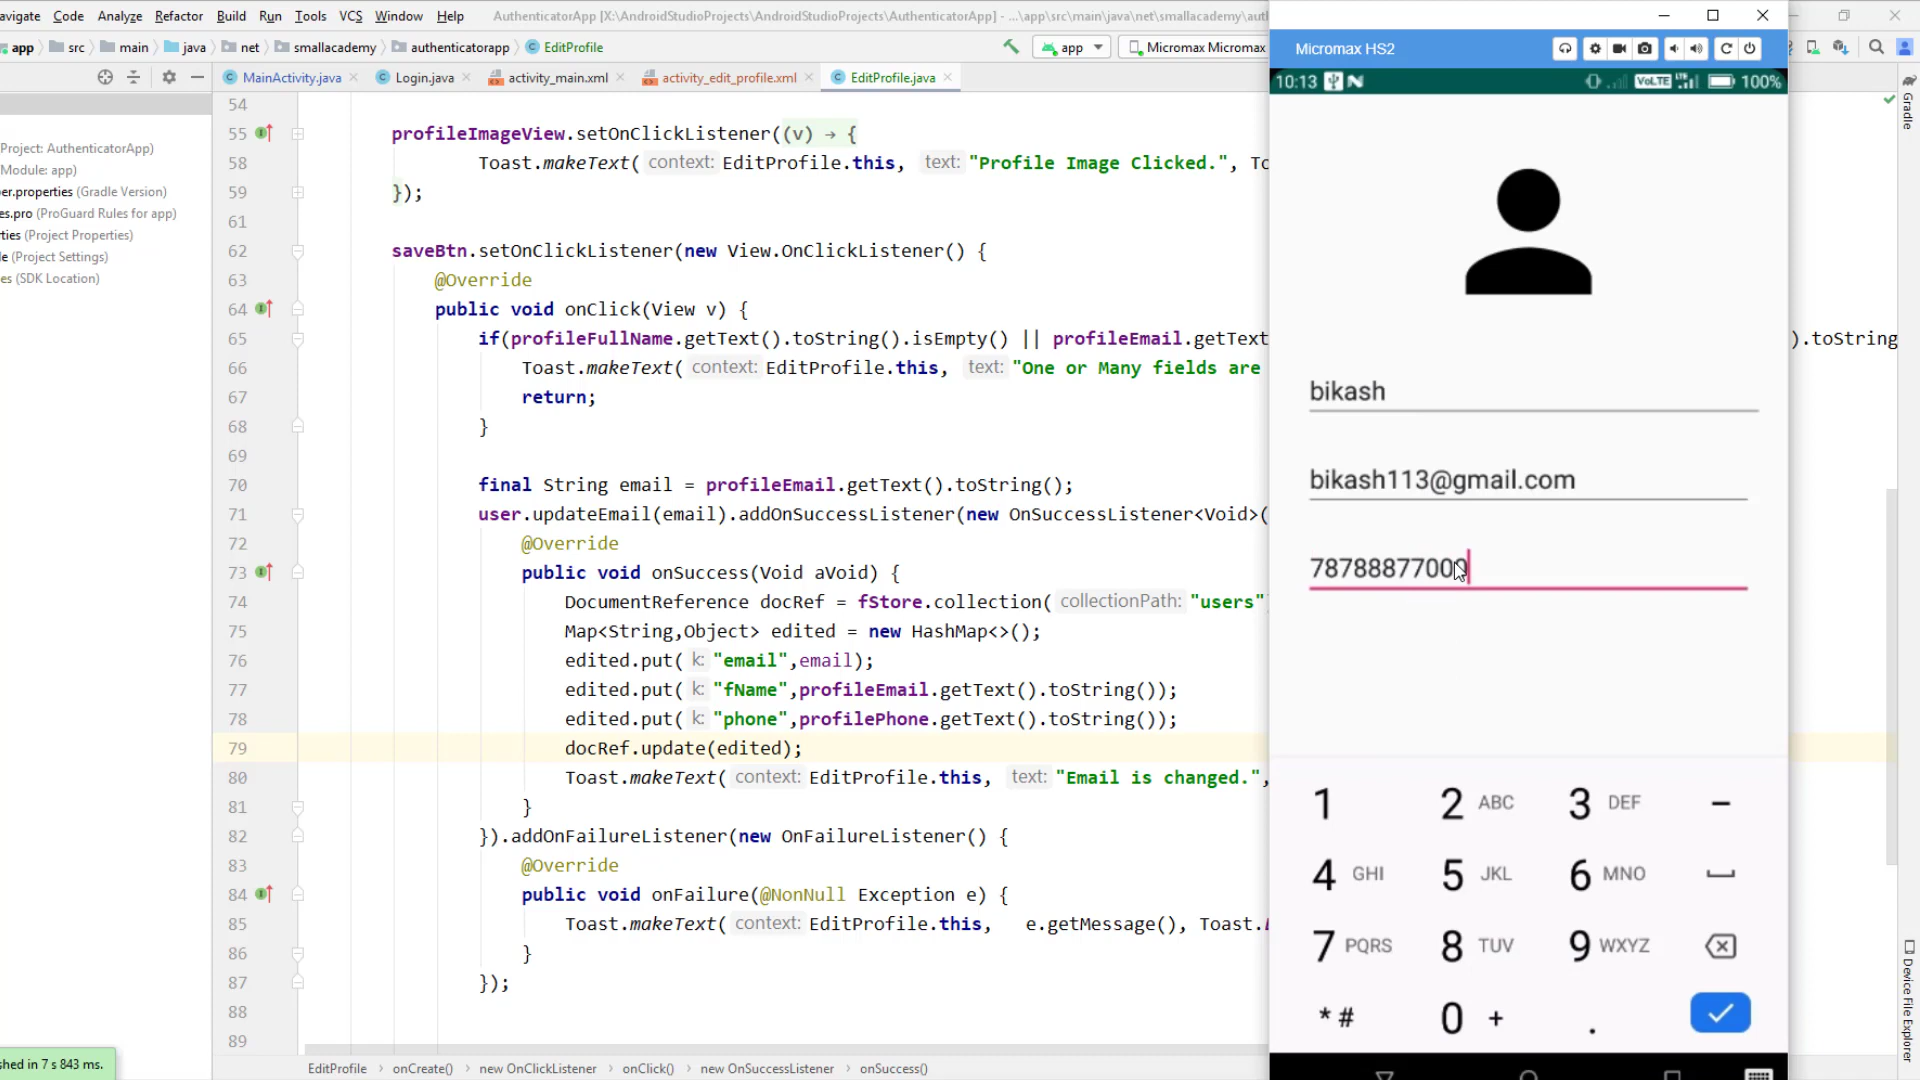 avigate Code Analyze Refactor Build Run Tools VCS Window Help AuthenticatorApp [X:\AndroidStudioProjects\AndroidStudioProjects\AuthenticatorApp] - ...\app\src\main\java\net\smallacademy\aut
app src main java net smallacademy authenticatorapp EditProfile app Micromax Micromax
MainActivity.java Login.java activity_main.xml activity_edit_profile.xml EditProfile.java
(Project: AuthenticatorApp)
(Module: app)
er.properties (Gradle Version)
es.pro (ProGuard Rules for app)
rties (Project Properties)
le (Project Settings)
es (SDK Location)
54
55 profileImageView.setOnClickListener((v) → {
58 Toast.makeText( context: EditProfile.this, text: "Profile Image Clicked.", To
59 });
61
62 saveBtn.setOnClickListener(new View.OnClickListener() {
63 @Override
64 public void onClick(View v) {
65 if(profileFullName.getText().toString().isEmpty() || profileEmail.getText ).toString
66 Toast.makeText( context: EditProfile.this, text: "One or Many fields are
67 return;
68 }
69
70 final String email = profileEmail.getText().toString();
71 user.updateEmail(email).addOnSuccessListener(new OnSuccessListener<Void>(
72 @Override
73 public void onSuccess(Void aVoid) {
74 DocumentReference docRef = fStore.collection( collectionPath: "users"
75 Map<String,Object> edited = new HashMap<>();
76 edited.put( k: "email",email);
77 edited.put( k: "fName",profileEmail.getText().toString());
78 edited.put( k: "phone",profilePhone.getText().toString());
79 docRef.update(edited);
80 Toast.makeText( context: EditProfile.this, text: "Email is changed.",
81 }
82 }).addOnFailureListener(new OnFailureListener() {
83 @Override
84 public void onFailure(@NonNull Exception e) {
85 Toast.makeText( context: EditProfile.this, e.getMessage(), Toast.
86 }
87 });
88
89
EditProfile › onCreate() › new OnClickListener › onClick() › new OnSuccessListener › onSuccess()
shed in 7 s 843 ms.
Micromax HS2
10:13 VoLTE LTE 100%
bikash
bikash113@gmail.com
78788877000
1 2 ABC 3 DEF –
4 GHI 5 JKL 6 MNO
7 PQRS 8 TUV 9 WXYZ
* # 0 + .
Gradle
Device File Explorer